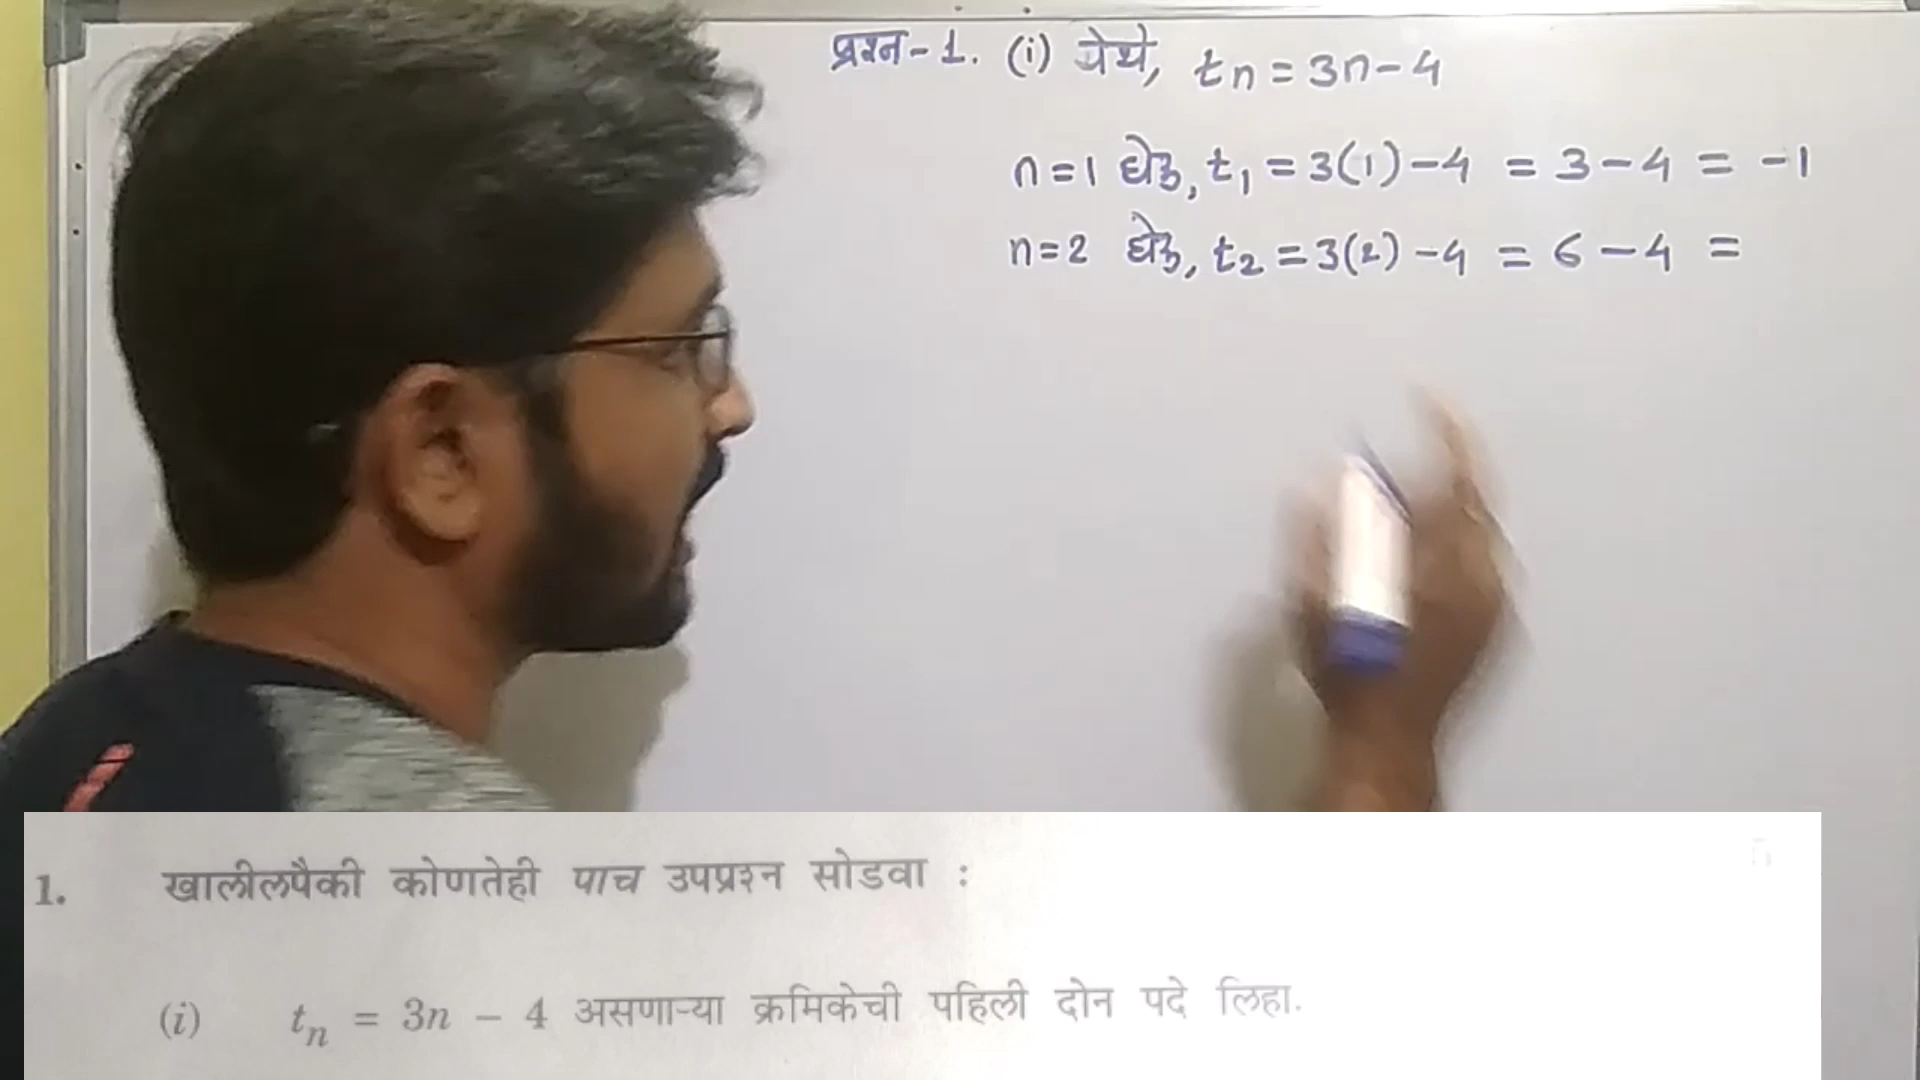 प्रश्न-1. (i) येथे, tn = 3n-4
n=1 घेऊ, t1 = 3(1)-4 = 3-4 = -1
n=2 घेऊ, t2 = 3(2)-4 = 6-4 =
1. खालीलपैकी कोणतेही पाच उपप्रश्न सोडवा : 5
(i) tn = 3n - 4 असणाऱ्या क्रमिकेची पहिली दोन पदे लिहा.